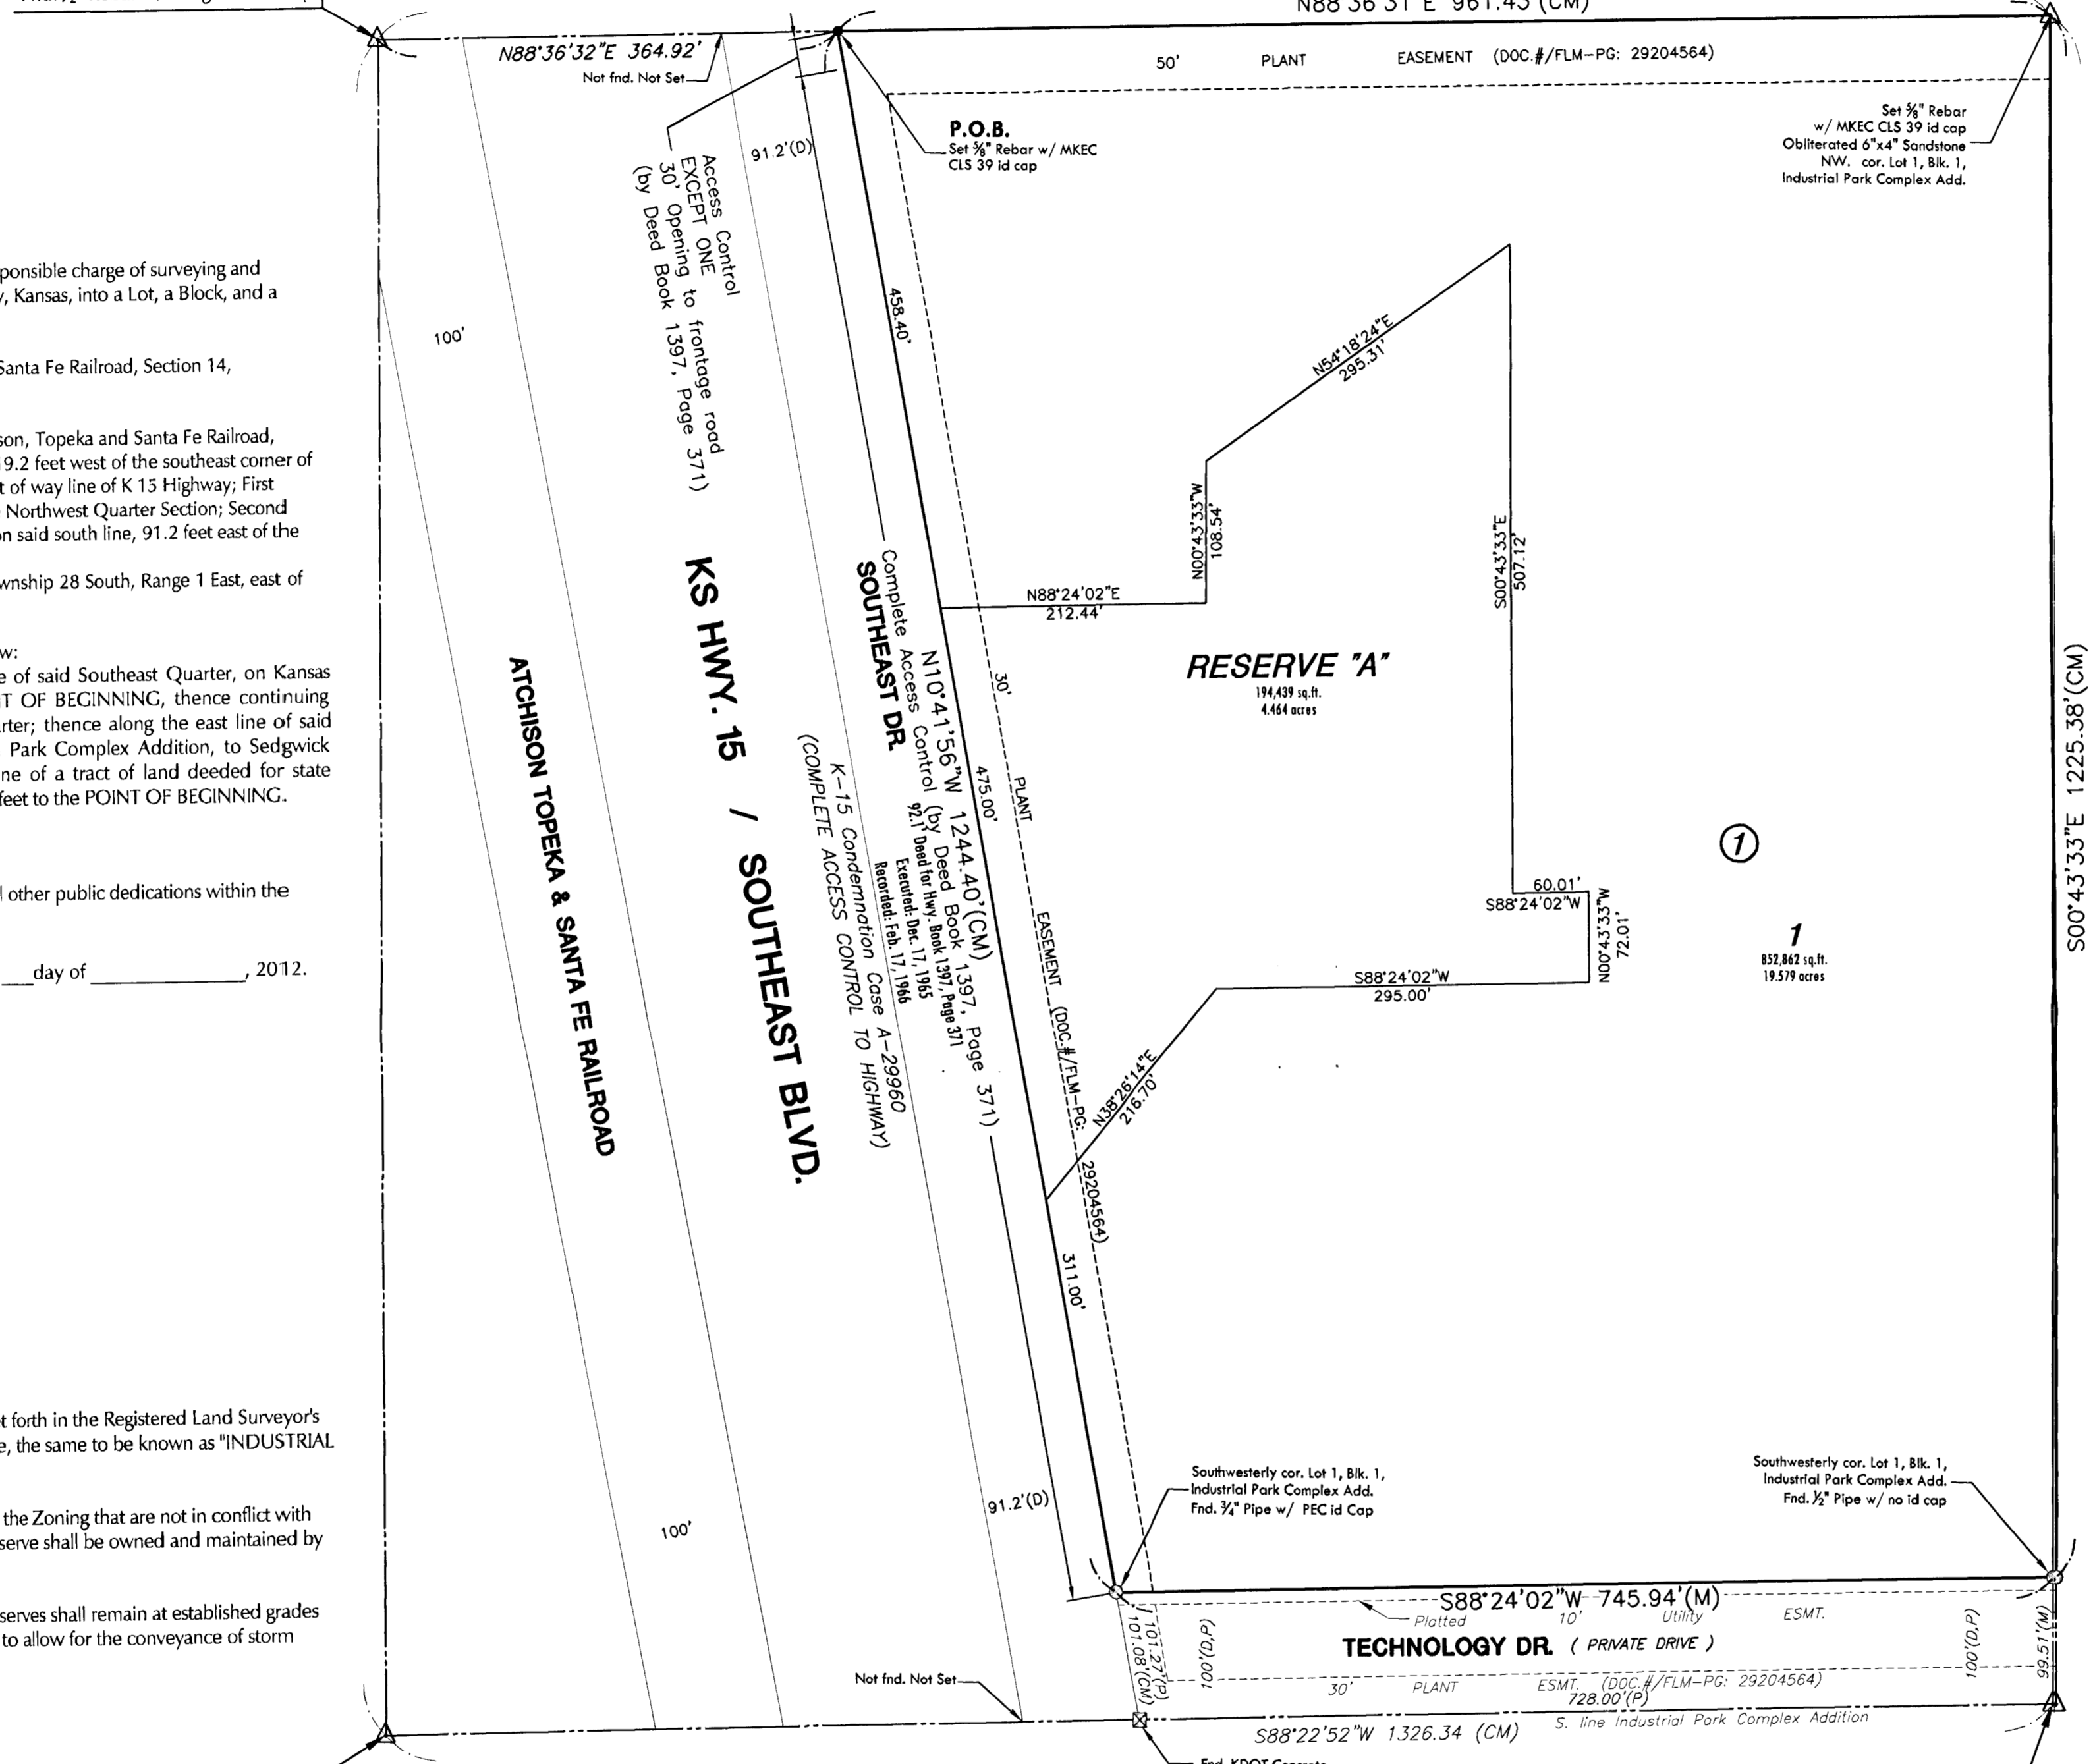 N88°36'32"E 364.92'
Not fnd. Not Set
50' PLANT EASEMENT (DOC.#/FLM-PG: 29204564)
P.O.B.
Set ⅝" Rebar w/ MKEC
CLS 39 id cap
Set ⅝" Rebar
w/ MKEC CLS 39 id cap
Obliterated 6"x4" Sandstone
NW. cor. Lot 1, Blk. 1,
Industrial Park Complex Add.
91.2'(D)
Access Control
EXCEPT ONE
30' Opening to frontage road
(by Deed Book 1397, Page 371)
100'
458.40'
N54°18'24"E
295.31'
N00°43'33"W
108.54'
S00°43'33"E
507.12'
N88°24'02"E
212.44'
RESERVE "A"
194,439 sq.ft.
4.464 acres
S00°43'33"E 1225.38'(CM)
ponsible charge of surveying and
, Kansas, into a Lot, a Block, and a
Santa Fe Railroad, Section 14,
son, Topeka and Santa Fe Railroad,
9.2 feet west of the southeast corner of
t of way line of K 15 Highway; First
Northwest Quarter Section; Second
n said south line, 91.2 feet east of the
wnship 28 South, Range 1 East, east of
w:
e of said Southeast Quarter, on Kansas
T OF BEGINNING, thence continuing
rter; thence along the east line of said
Park Complex Addition, to Sedgwick
ne of a tract of land deeded for state
feet to the POINT OF BEGINNING.
l other public dedications within the
___day of ______________, 2012.
KS HWY. 15 / SOUTHEAST BLVD.
ATCHISON TOPEKA & SANTA FE RAILROAD
SOUTHEAST DR.
Complete Access Control (by Deed Book 1397, Page 371)
N10°41'56"W 1244.40'(CM)
92.1' Deed for Hwy. Book 1397, Page 371
Executed: Dec. 17, 1965
Recorded: Feb. 17, 1966
K-15 Condemnation Case A-29960
(COMPLETE ACCESS CONTROL TO HIGHWAY)
475.00'
30' PLANT EASEMENT (DOC.#/FLM-PG: 29204564)
1
60.01'
S88°24'02"W
N00°43'33"W
72.01'
1
852,862 sq.ft.
19.579 acres
S88°24'02"W
295.00'
N38°26'14"E
216.70'
311.00'
t forth in the Registered Land Surveyor's
e, the same to be known as "INDUSTRIAL
the Zoning that are not in conflict with
serve shall be owned and maintained by
serves shall remain at established grades
to allow for the conveyance of storm
100'
91.2'(D)
Southwesterly cor. Lot 1, Blk. 1,
Industrial Park Complex Add.
Fnd. ¾" Pipe w/ PEC id Cap
Southwesterly cor. Lot 1, Blk. 1,
Industrial Park Complex Add.
Fnd. ½" Pipe w/ no id cap
S88°24'02"W 745.94'(M)
Platted 10' Utility ESMT.
TECHNOLOGY DR. ( PRIVATE DRIVE )
101.27'(P)
101.08'(CM)
100'(D,P)
100'(D,P)
99.51'(M)
30' PLANT ESMT. (DOC.#/FLM-PG: 29204564)
728.00'(P)
Not fnd. Not Set
S88°22'52"W 1326.34 (CM)
S. line Industrial Park Complex Addition